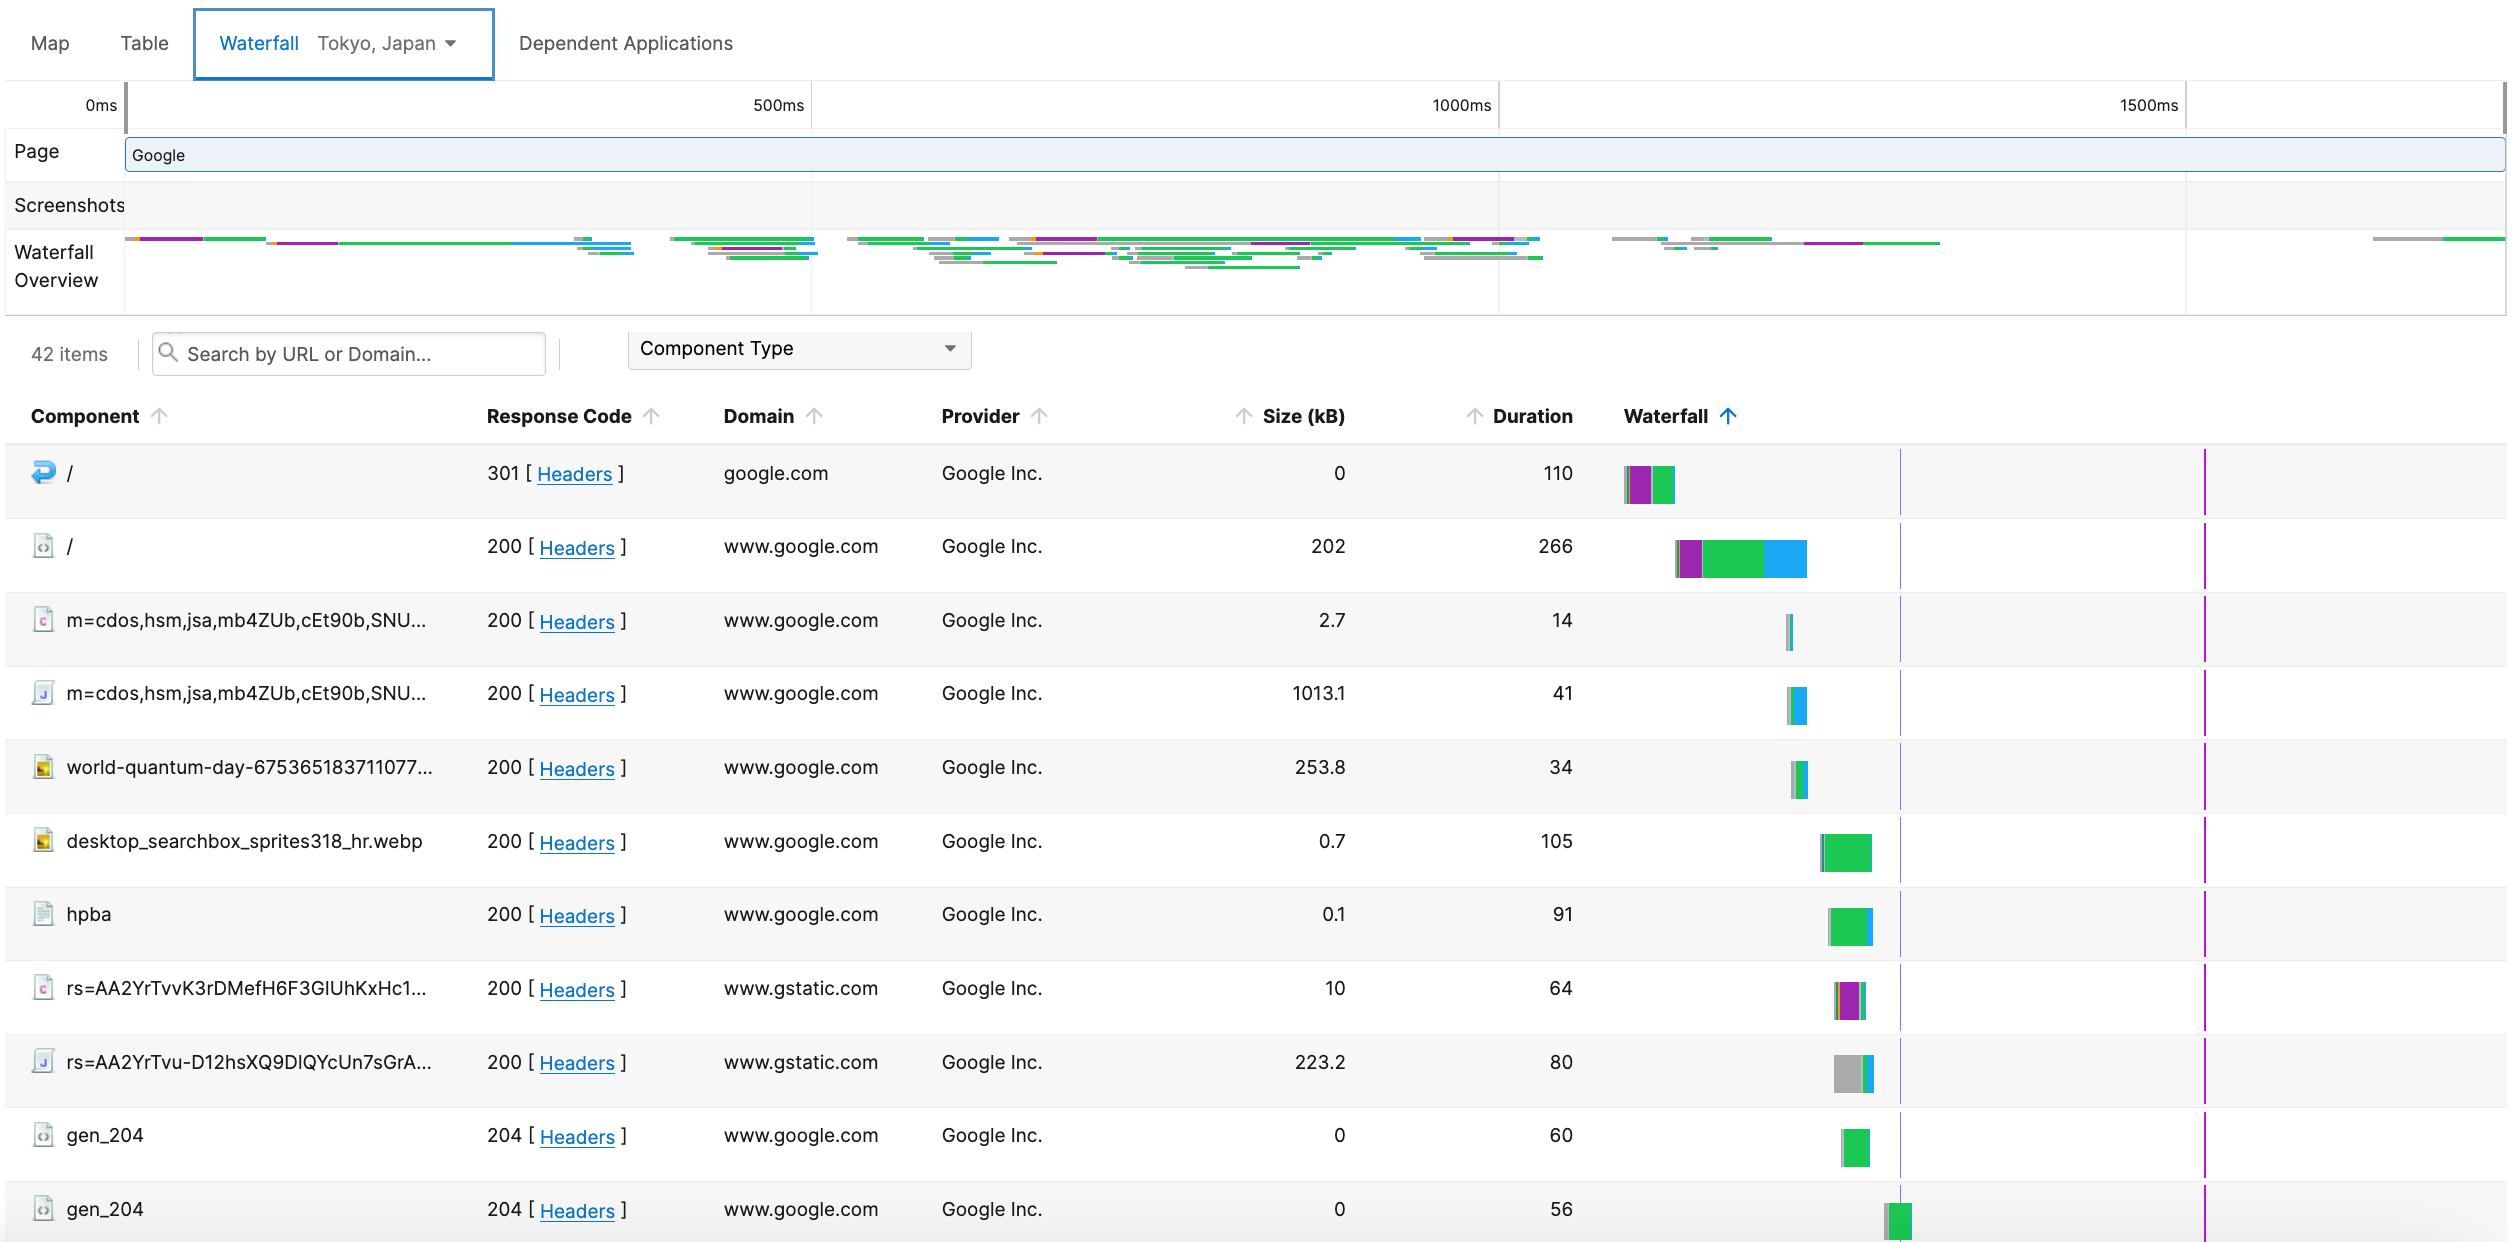 Map Table Waterfall Tokyo, Japan Dependent Applications
0ms 500ms 1000ms 1500ms
Page Google
Screenshots
Waterfall
Overview
42 items Search by URL or Domain... Component Type
Component Response Code Domain Provider Size (kB) Duration Waterfall
/ 301 [ Headers ] google.com Google Inc. 0 110
/ 200 [ Headers ] www.google.com Google Inc. 202 266
m=cdos,hsm,jsa,mb4ZUb,cEt90b,SNU... 200 [ Headers ] www.google.com Google Inc. 2.7 14
m=cdos,hsm,jsa,mb4ZUb,cEt90b,SNU... 200 [ Headers ] www.google.com Google Inc. 1013.1 41
world-quantum-day-675365183711077... 200 [ Headers ] www.google.com Google Inc. 253.8 34
desktop_searchbox_sprites318_hr.webp 200 [ Headers ] www.google.com Google Inc. 0.7 105
hpba 200 [ Headers ] www.google.com Google Inc. 0.1 91
rs=AA2YrTvvK3rDMefH6F3GlUhKxHc1... 200 [ Headers ] www.gstatic.com Google Inc. 10 64
rs=AA2YrTvu-D12hsXQ9DlQYcUn7sGrA... 200 [ Headers ] www.gstatic.com Google Inc. 223.2 80
gen_204 204 [ Headers ] www.google.com Google Inc. 0 60
gen_204 204 [ Headers ] www.google.com Google Inc. 0 56